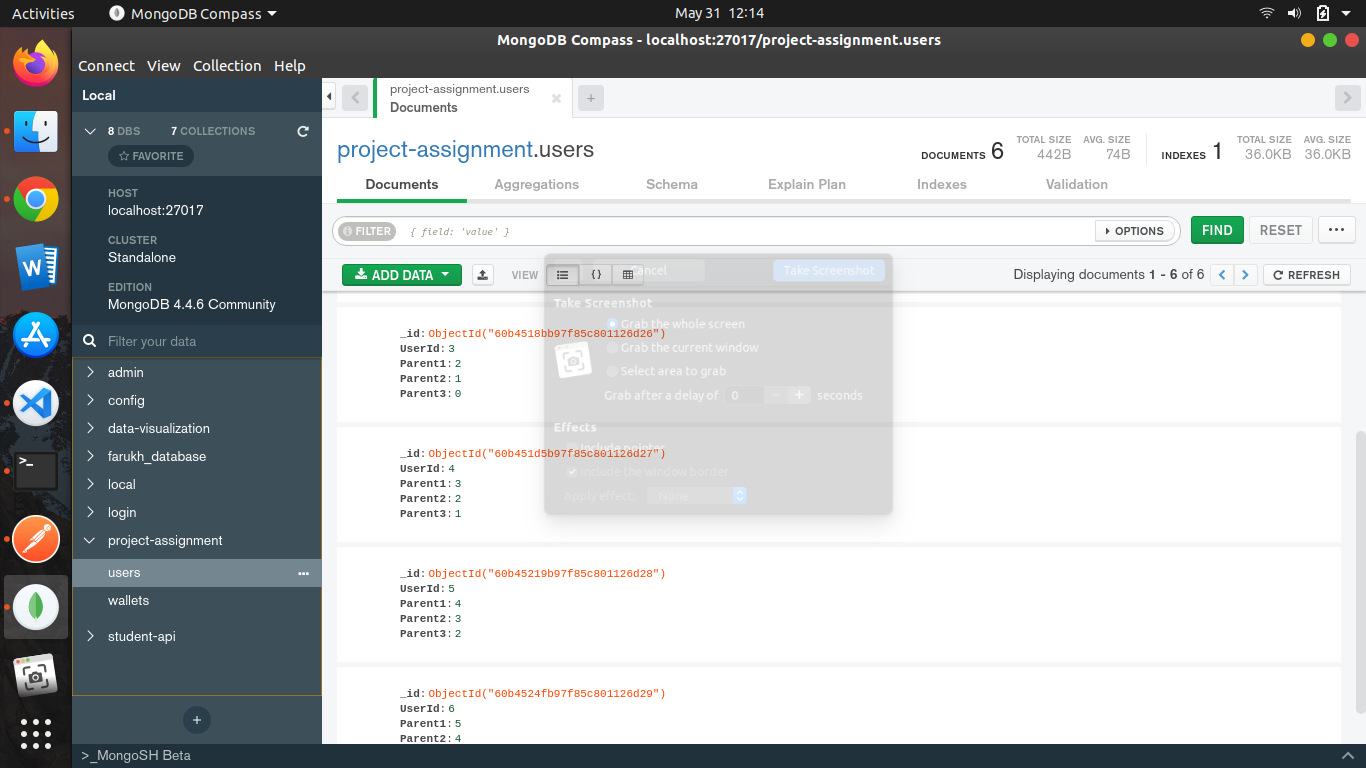 Activities
MongoDB Compass
May 31 12:14
MongoDB Compass - localhost:27017/project-assignment.users
Connect View Collection Help
Local
8 DBS 7 COLLECTIONS
FAVORITE
HOST
localhost:27017
CLUSTER
Standalone
EDITION
MongoDB 4.4.6 Community
Filter your data
admin
config
data-visualization
farukh_database
local
login
project-assignment
users
wallets
student-api
>_MongoSH Beta
project-assignment.users
Documents
project-assignment.users
DOCUMENTS 6
TOTAL SIZE
442B
AVG. SIZE
74B
INDEXES 1
TOTAL SIZE
36.0KB
AVG. SIZE
36.0KB
Documents Aggregations Schema Explain Plan Indexes Validation
FILTER { field: 'value' } OPTIONS FIND RESET
ADD DATA VIEW { } Displaying documents 1 - 6 of 6 REFRESH
_id: ObjectId("60b4518bb97f85c801126d26")
UserId: 3
Parent1: 2
Parent2: 1
Parent3: 0
_id: ObjectId("60b451d5b97f85c801126d27")
UserId: 4
Parent1: 3
Parent2: 2
Parent3: 1
_id: ObjectId("60b45219b97f85c801126d28")
UserId: 5
Parent1: 4
Parent2: 3
Parent3: 2
_id: ObjectId("60b4524fb97f85c801126d29")
UserId: 6
Parent1: 5
Parent2: 4
Cancel Take Screenshot
Take Screenshot
Grab the whole screen
Grab the current window
Select area to grab
Grab after a delay of 0 - + seconds
Effects
Include pointer
Include the window border
Apply effect: None